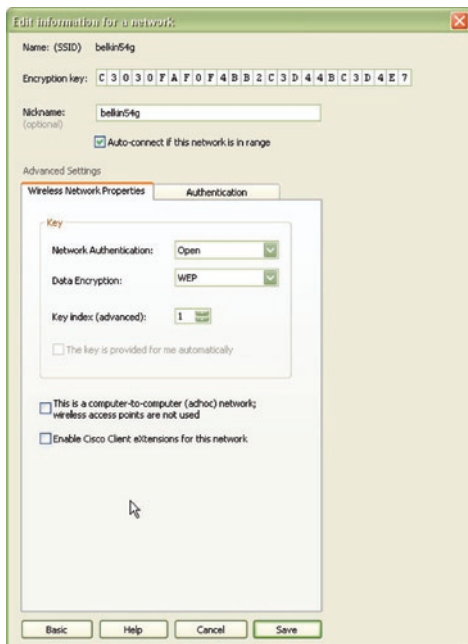 Edit information for a network
Name: (SSID) belkin54g
Encryption key: C 3 0 3 0 F A F 0 F 4 B B 2 C 3 D 4 4 B C 3 D 4 E 7
Nickname: belkin54g
(optional)
Auto-connect if this network is in range
Advanced Settings
Wireless Network Properties Authentication
Key
Network Authentication: Open
Data Encryption: WEP
Key index (advanced): 1
The key is provided for me automatically
This is a computer-to-computer (adhoc) network;
wireless access points are not used
Enable Cisco Client eXtensions for this network
Basic Help Cancel Save